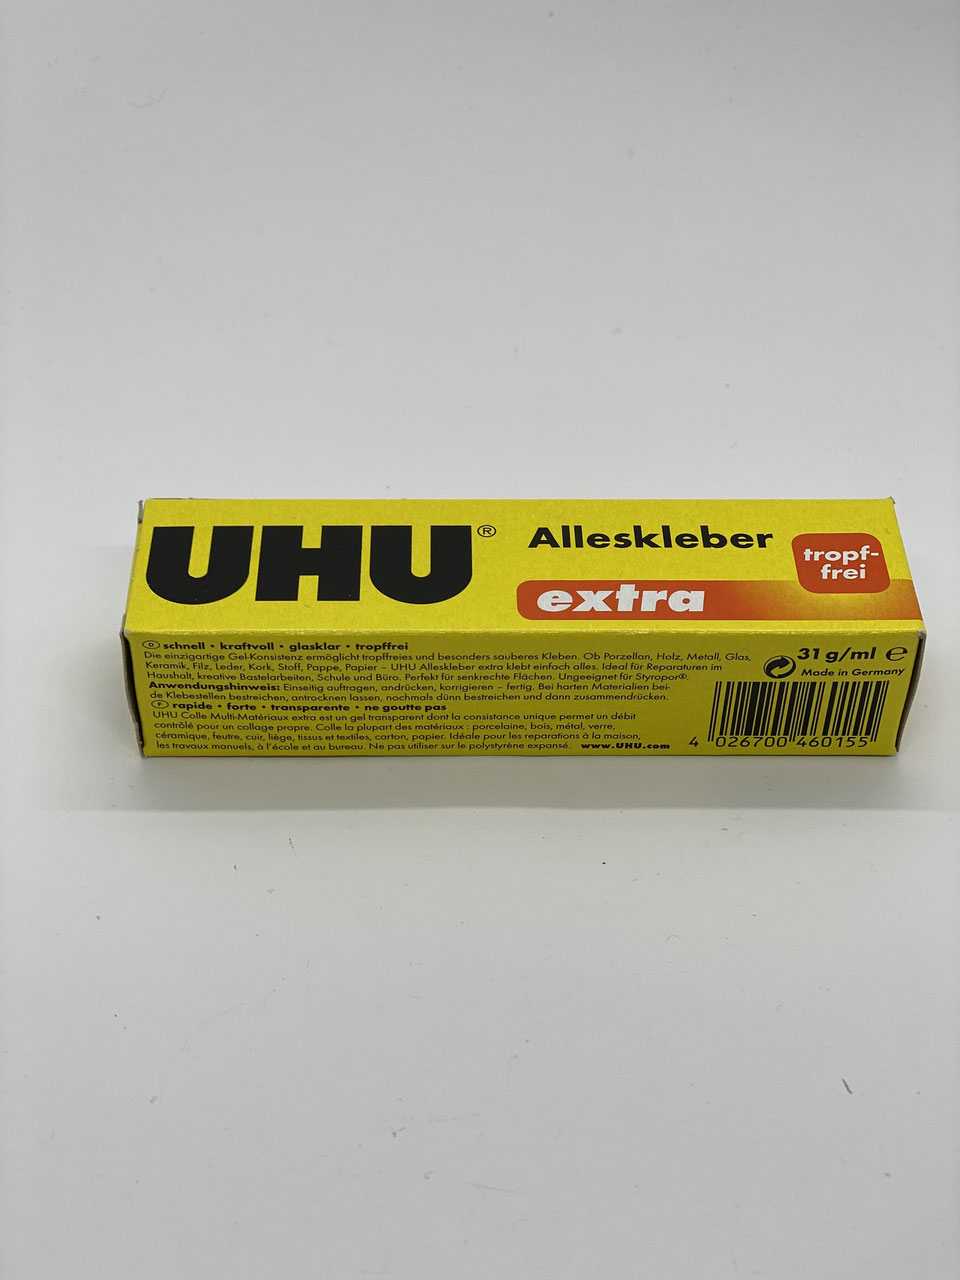 UHU®
Alleskleber
extra
tropf-
frei
D schnell • kraftvoll • glasklar • tropffrei
Die einzigartige Gel-Konsistenz ermöglicht tropffreies und besonders sauberes Kleben. Ob Porzellan, Holz, Metall, Glas,
Keramik, Filz, Leder, Kork, Stoff, Pappe, Papier – UHU Alleskleber extra klebt einfach alles. Ideal für Reparaturen im
Haushalt, kreative Bastelarbeiten, Schule und Büro. Perfekt für senkrechte Flächen. Ungeeignet für Styropor®.
Anwendungshinweis: Einseitig auftragen, andrücken, korrigieren – fertig. Bei harten Materialien bei-
de Klebestellen bestreichen, antrocknen lassen, nochmals dünn bestreichen und dann zusammendrücken.
F rapide • forte • transparente • ne goutte pas
UHU Colle Multi-Matériaux extra est un gel transparent dont la consistance unique permet un débit
contrôlé pour un collage propre. Colle la plupart des matériaux : porcelaine, bois, métal, verre,
céramique, feutre, cuir, liège, tissus et textiles, carton, papier. Idéale pour les reparations à la maison,
les travaux manuels, à l'école et au bureau. Ne pas utiliser sur le polystyrène expansé. www.UHU.com
31 g/ml ℮
Made in Germany
4 026700 460155